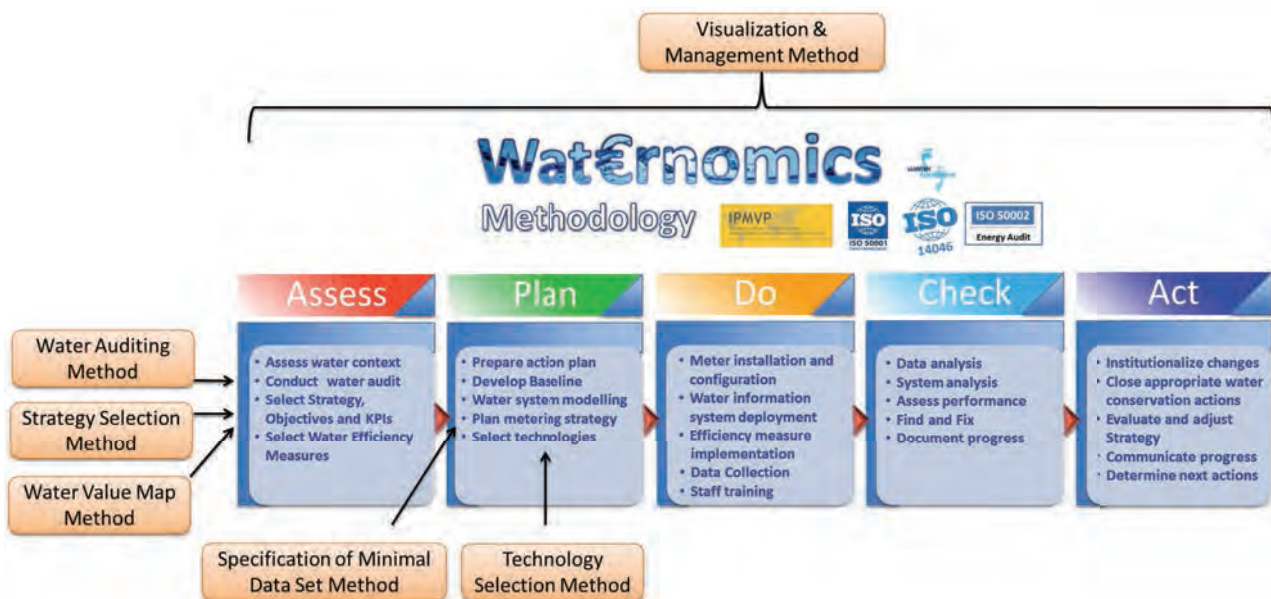 Visualization &
Management Method
Wat€rnomics
Methodology
IPMVP
ISO
ISO 50001
ISO
14046
ISO 50002
Energy Audit
Assess
Plan
Do
Check
Act
Water Auditing
Method
Strategy Selection
Method
Water Value Map
Method
• Assess water context
• Conduct water audit
• Select Strategy,
Objectives and KPIs
• Select Water Efficiency
Measures
• Prepare action plan
• Develop Baseline
• Water system modelling
• Plan metering strategy
• Select technologies
• Meter installation and
configuration
• Water information
system deployment
• Efficiency measure
implementation
• Data Collection
• Staff training
• Data analysis
• System analysis
• Assess performance
• Find and Fix
• Document progress
• Institutionalize changes
• Close appropriate water
conservation actions
• Evaluate and adjust
Strategy
• Communicate progress
• Determine next actions
Specification of Minimal
Data Set Method
Technology
Selection Method